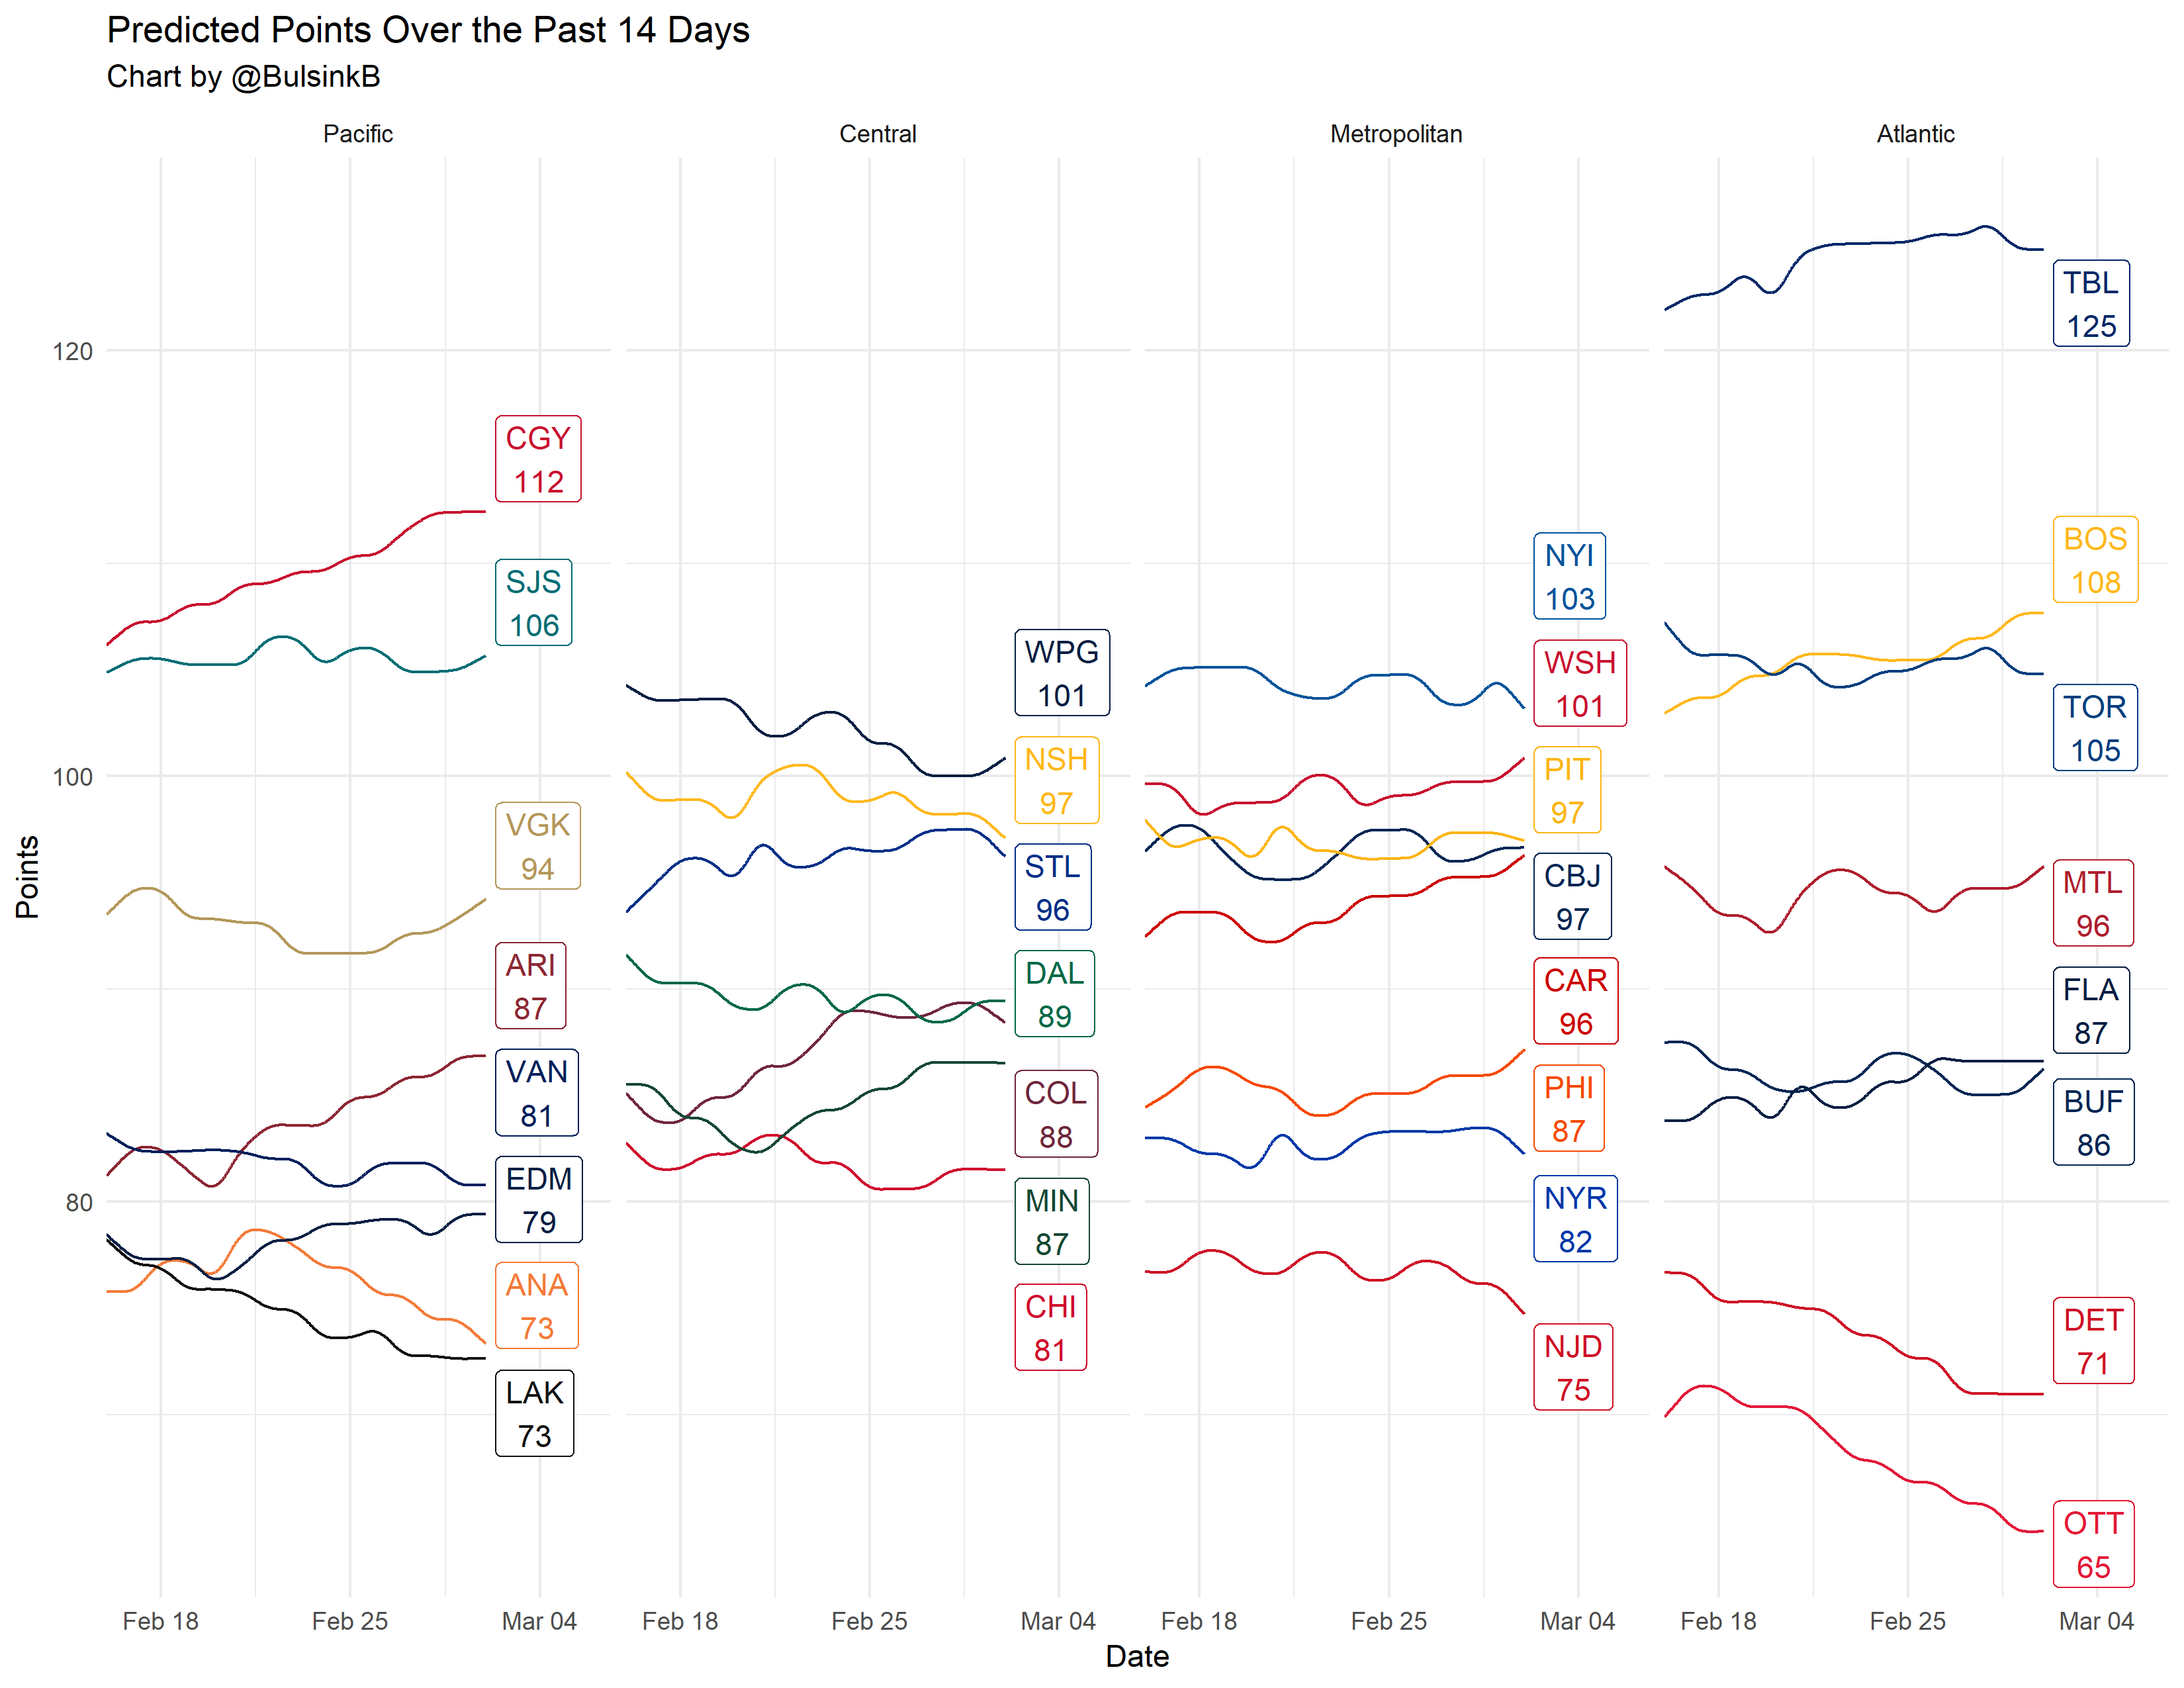 Predicted Points Over the Past 14 Days
Chart by @BulsinkB
Pacific
Central
Metropolitan
Atlantic
Points
120
100
80
CGY
112
SJS
106
VGK
94
ARI
87
VAN
81
EDM
79
ANA
73
LAK
73
WPG
101
NSH
97
STL
96
DAL
89
COL
88
MIN
87
CHI
81
NYI
103
WSH
101
PIT
97
CBJ
97
CAR
96
PHI
87
NYR
82
NJD
75
TBL
125
BOS
108
TOR
105
MTL
96
FLA
87
BUF
86
DET
71
OTT
65
Feb 18
Feb 25
Mar 04
Feb 18
Feb 25
Mar 04
Feb 18
Feb 25
Mar 04
Feb 18
Feb 25
Mar 04
Date